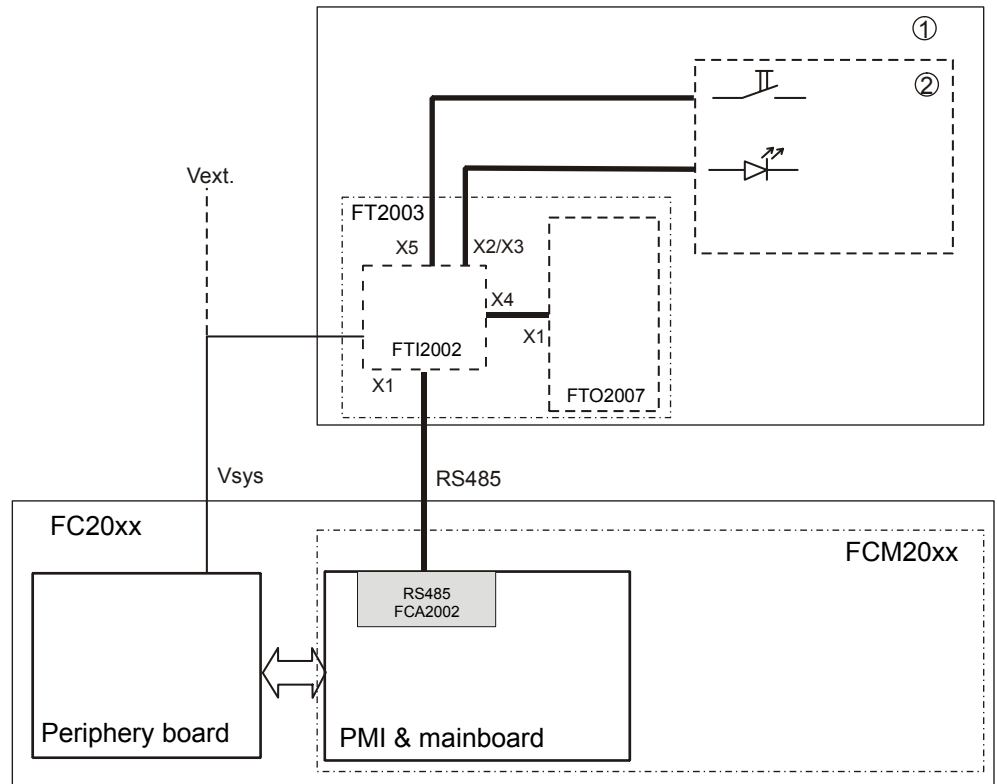 ①
②
Vext.
FT2003
X5
X2/X3
X4
X1
FTI2002
X1
FTO2007
Vsys
RS485
FC20xx
FCM20xx
RS485
FCA2002
Periphery board
PMI & mainboard